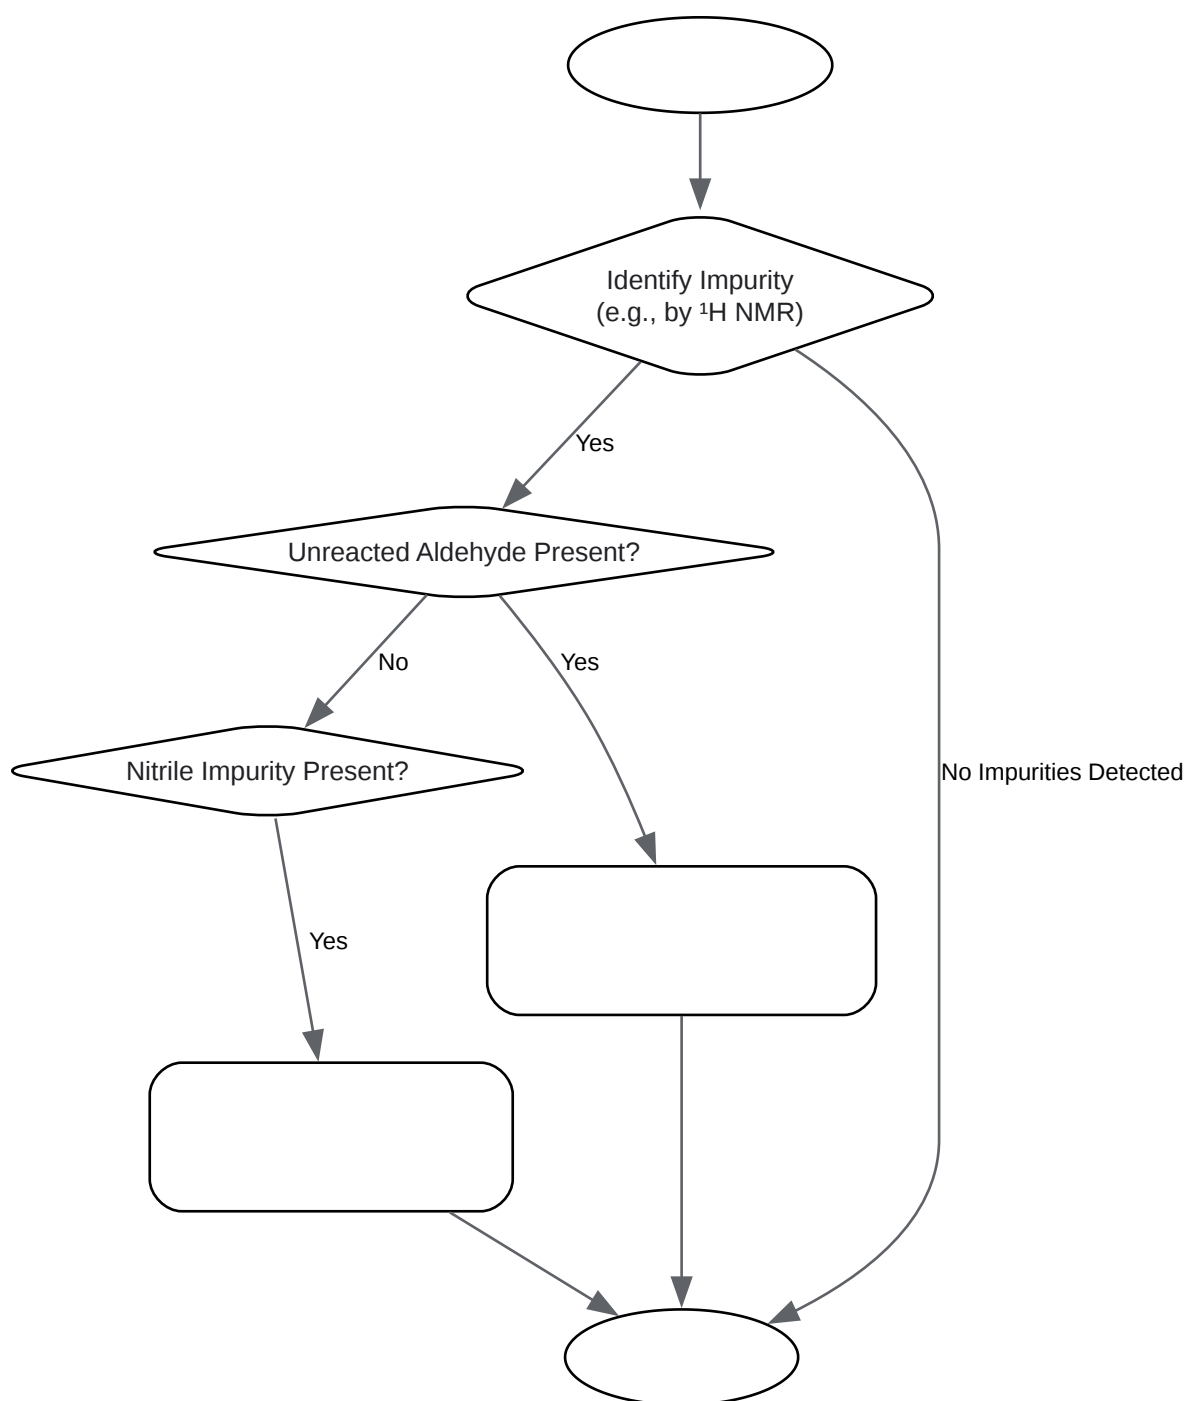 Identify Impurity
(e.g., by ¹H NMR)
Yes
Unreacted Aldehyde Present?
No
Yes
Nitrile Impurity Present?
No Impurities Detected
Yes